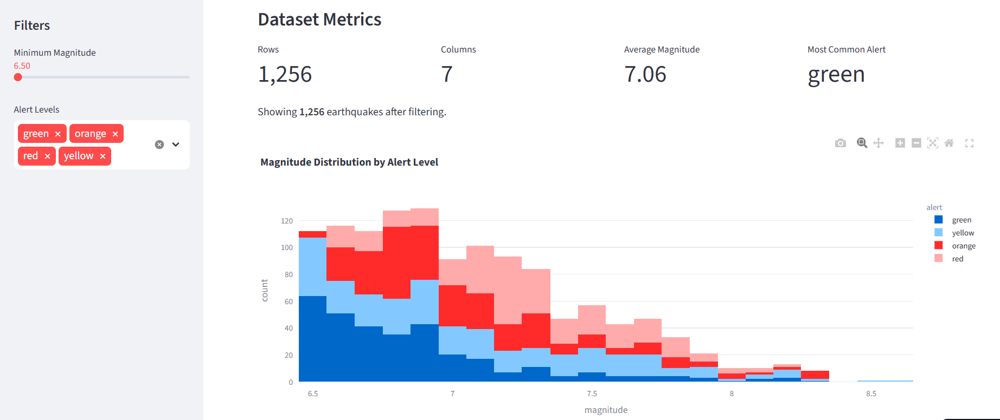 Filters
Minimum Magnitude
6.50
Alert Levels
green × orange ×
red × yellow ×
Dataset Metrics
Rows
1,256
Columns
7
Average Magnitude
7.06
Most Common Alert
green
Showing 1,256 earthquakes after filtering.
Magnitude Distribution by Alert Level
120
100
80
60
40
20
0
count
6.5 7 7.5 8 8.5
magnitude
alert
green
yellow
orange
red